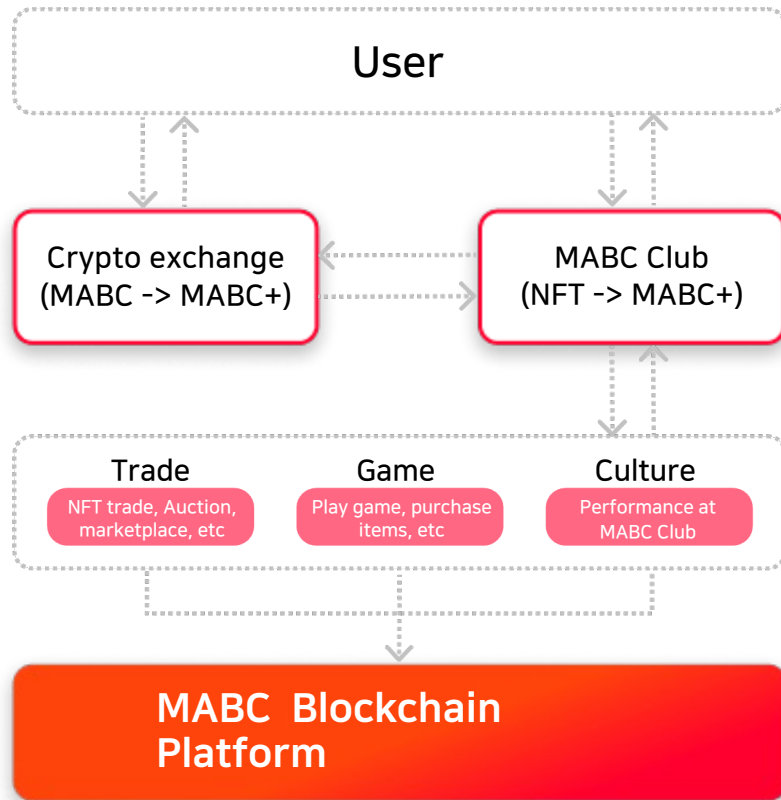 User
Crypto exchange
(MABC -> MABC+)
MABC Club
(NFT -> MABC+)
Trade
NFT trade, Auction,
marketplace, etc
Game
Play game, purchase
items, etc
Culture
Performance at
MABC Club
MABC Blockchain
Platform